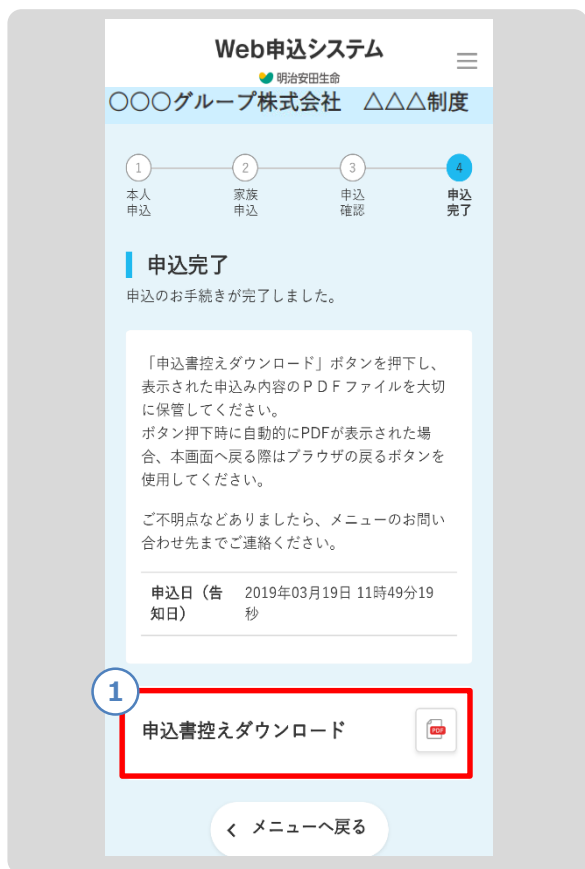 Web申込システム
明治安田生命
〇〇〇グループ株式会社　△△△制度
1 2 3 4
本人 家族 申込 申込
申込 申込 確認 完了
申込完了
申込のお手続きが完了しました。
「申込書控えダウンロード」ボタンを押下し、
表示された申込み内容のＰＤＦファイルを大切
に保管してください。
ボタン押下時に自動的にPDFが表示された場
合、本画面へ戻る際はブラウザの戻るボタンを
使用してください。
ご不明点などありましたら、メニューのお問い
合わせ先までご連絡ください。
申込日（告 2019年03月19日 11時49分19
知日） 秒
1
申込書控えダウンロード PDF
メニューへ戻る